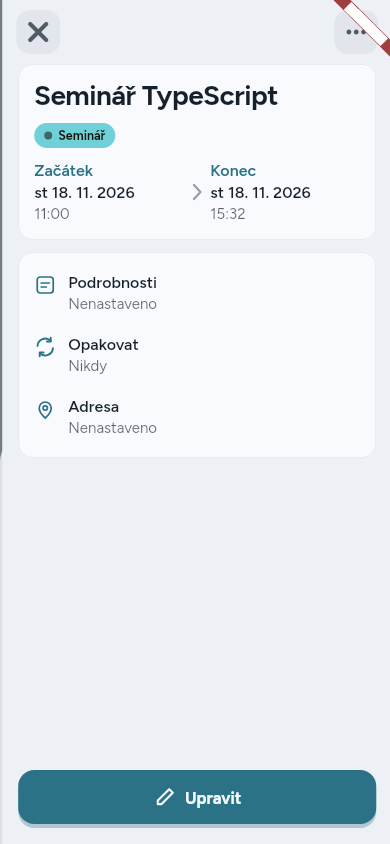 Seminář TypeScript
Seminář
Začátek
st 18. 11. 2026
11:00
Konec
st 18. 11. 2026
15:32
Podrobnosti
Nenastaveno
Opakovat
Nikdy
Adresa
Nenastaveno
Upravit